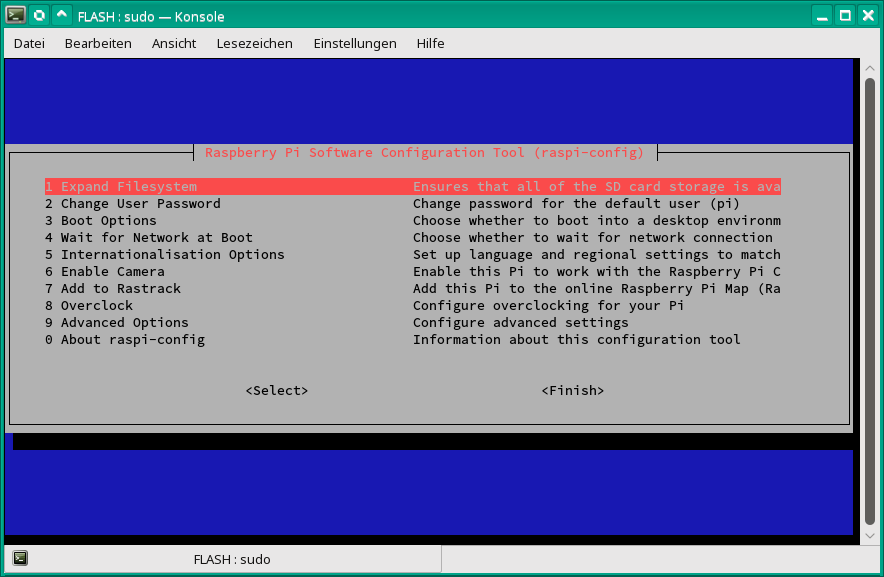 FLASH : sudo — Konsole
Datei Bearbeiten Ansicht Lesezeichen Einstellungen Hilfe
Raspberry Pi Software Configuration Tool (raspi-config)
1 Expand Filesystem Ensures that all of the SD card storage is ava
2 Change User Password Change password for the default user (pi)
3 Boot Options Choose whether to boot into a desktop environm
4 Wait for Network at Boot Choose whether to wait for network connection
5 Internationalisation Options Set up language and regional settings to match
6 Enable Camera Enable this Pi to work with the Raspberry Pi C
7 Add to Rastrack Add this Pi to the online Raspberry Pi Map (Ra
8 Overclock Configure overclocking for your Pi
9 Advanced Options Configure advanced settings
0 About raspi-config Information about this configuration tool
<Select> <Finish>
FLASH : sudo